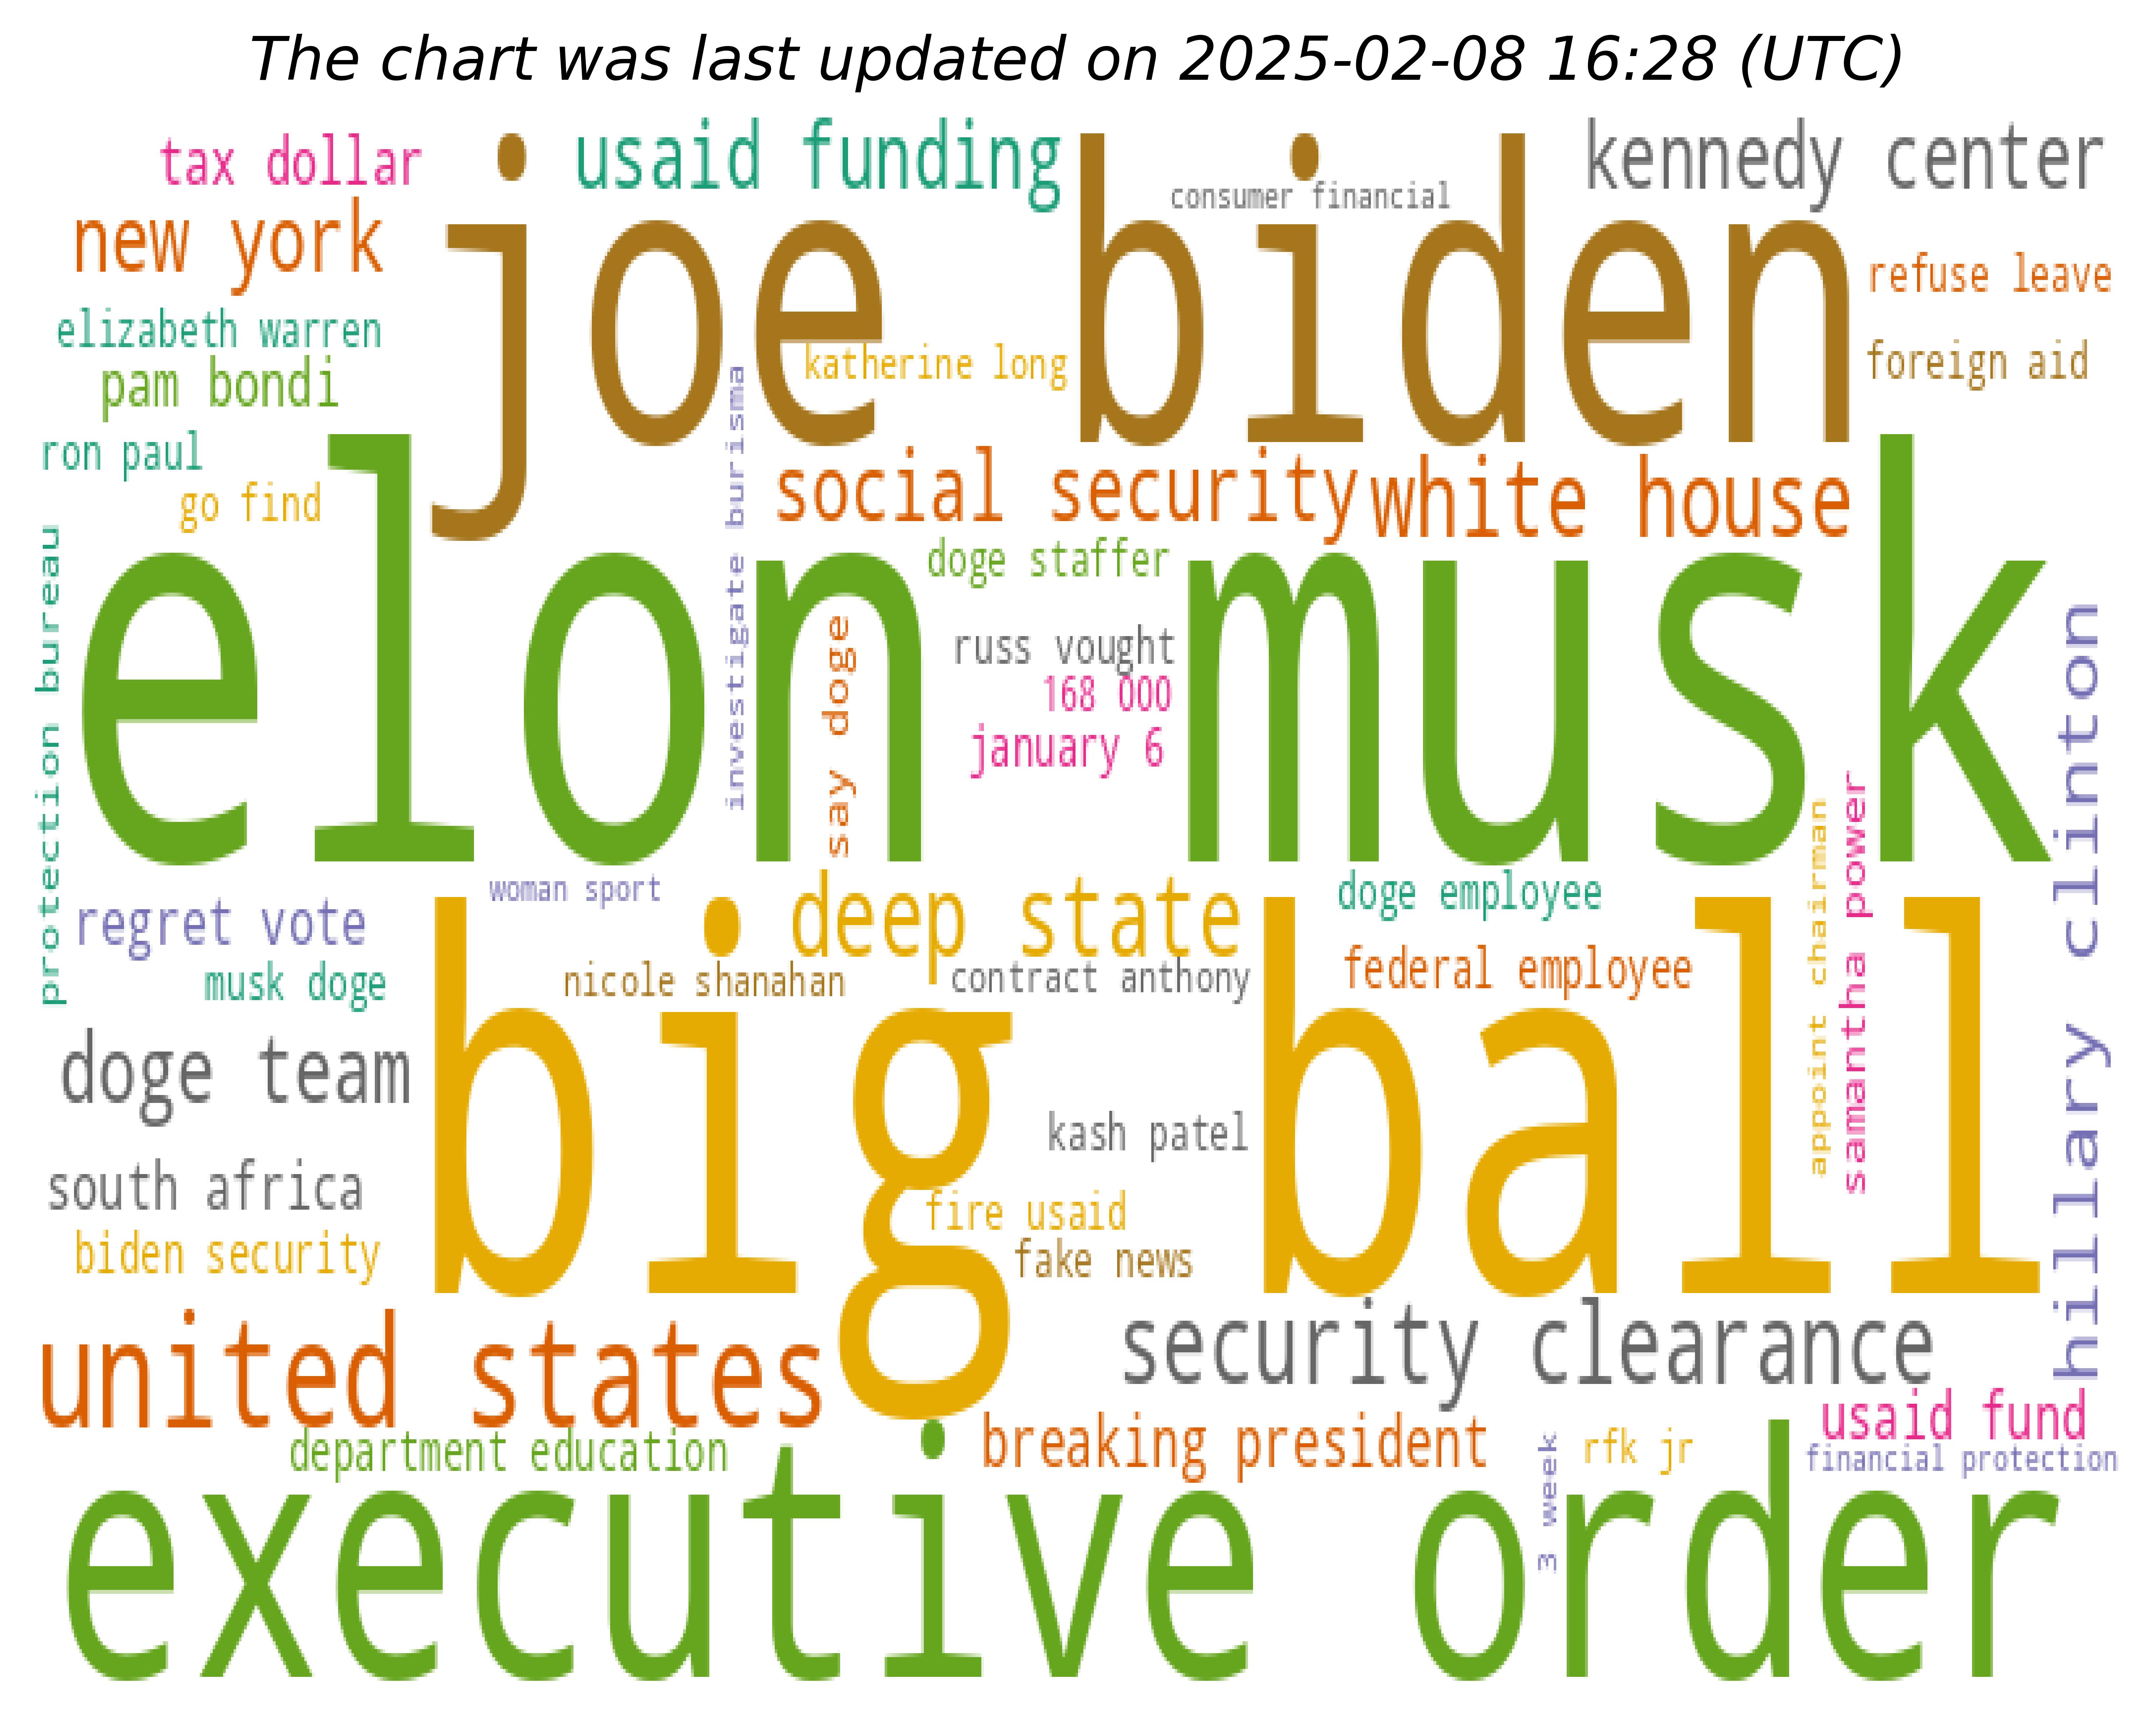 The chart was last updated on 2025-02-08 16:28 (UTC)
tax dollar
usaid funding
kennedy center
consumer financial
new york
joe biden
refuse leave
elizabeth warren
katherine long
foreign aid
pam bondi
investigate burisma
ron paul
social security
white house
go find
protection bureau
elon musk
doge staffer
say doge
russ vought
168 000
january 6
hillary clinton
samantha power
appoint chairman
regret vote
woman sport
deep state
doge employee
musk doge
nicole shanahan
contract anthony
federal employee
big ball
doge team
kash patel
south africa
fire usaid
biden security
fake news
united states
security clearance
usaid fund
department education
breaking president
3 week
rfk jr
financial protection
executive order